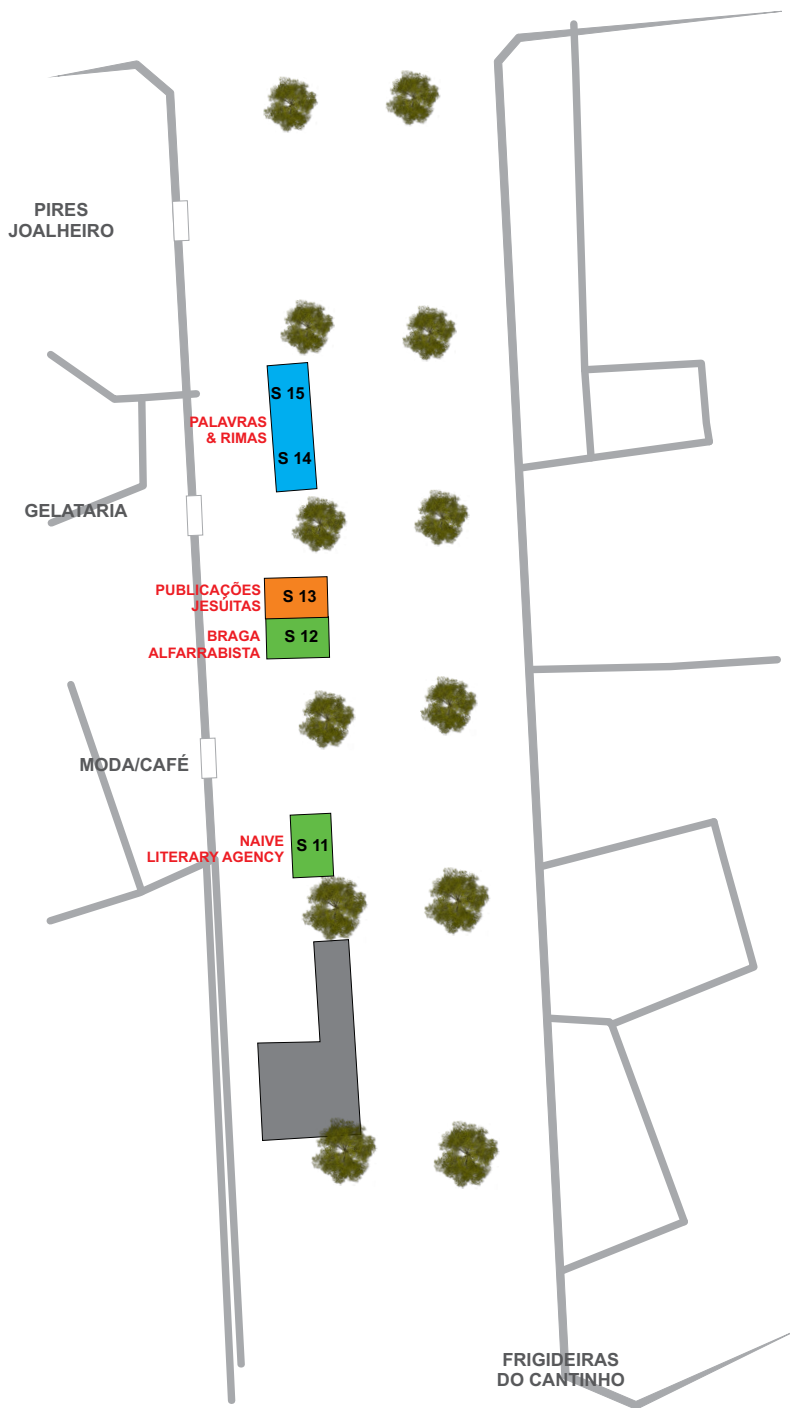 PIRES
JOALHEIRO
S 15
PALAVRAS
& RIMAS
S 14
GELATARIA
PUBLICAÇÕES
JESUÍTAS
S 13
BRAGA
ALFARRABISTA
S 12
MODA/CAFÉ
NAIVE
LITERARY AGENCY
S 11
FRIGIDEIRAS
DO CANTINHO